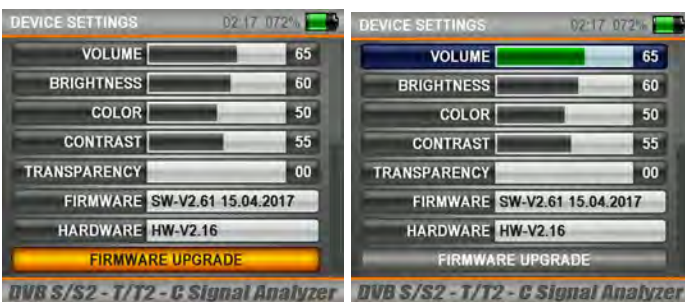 DEVICE SETTINGS 02:17 072%
VOLUME 65
BRIGHTNESS 60
COLOR 50
CONTRAST 55
TRANSPARENCY 00
FIRMWARE SW-V2.61 15.04.2017
HARDWARE HW-V2.16
FIRMWARE UPGRADE
DVB S/S2 - T/T2 - C Signal Analyzer
DEVICE SETTINGS 02:17 072%
VOLUME 65
BRIGHTNESS 60
COLOR 50
CONTRAST 55
TRANSPARENCY 00
FIRMWARE SW-V2.61 15.04.2017
HARDWARE HW-V2.16
FIRMWARE UPGRADE
DVB S/S2 - T/T2 - C Signal Analyzer